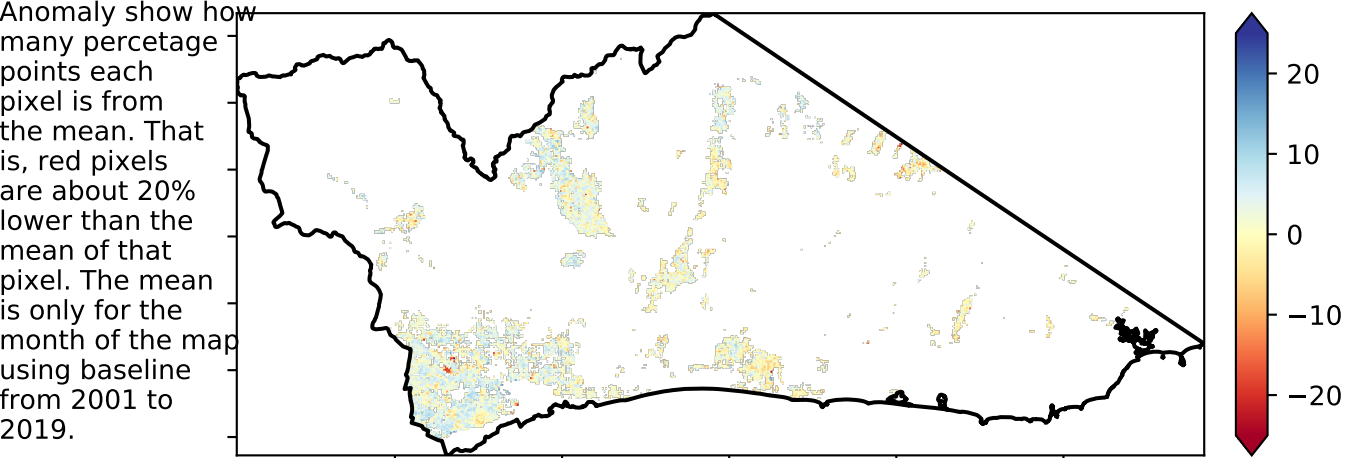 Anomaly show how
many percetage
points each
pixel is from
the mean. That
is, red pixels
are about 20%
lower than the
mean of that
pixel. The mean
is only for the
month of the map
using baseline
from 2001 to
2019.
20
10
0
−10
−20